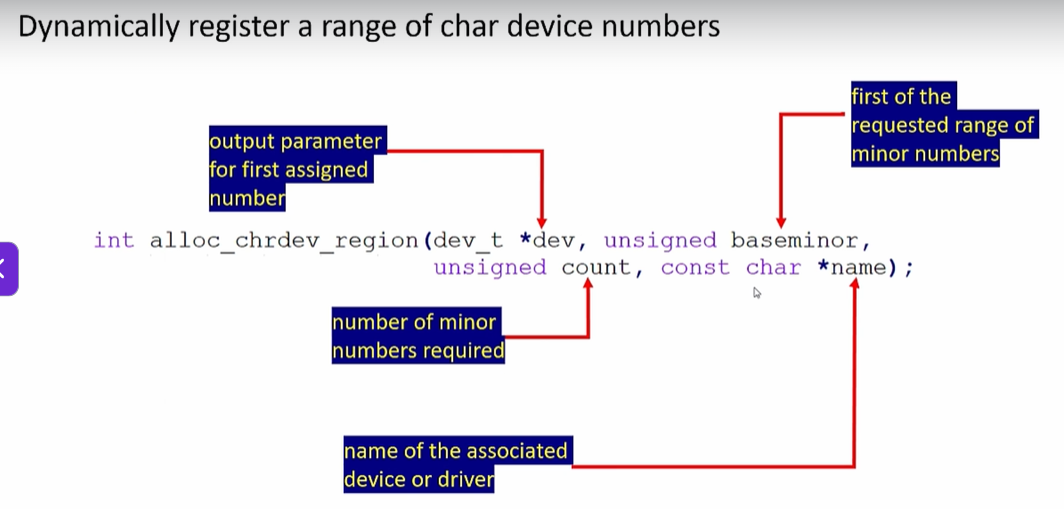 Dynamically register a range of char device numbers
first of the
requested range of
minor numbers
output parameter
for first assigned
number
int alloc_chrdev_region(dev_t *dev, unsigned baseminor,
unsigned count, const char *name);
number of minor
numbers required
name of the associated
device or driver